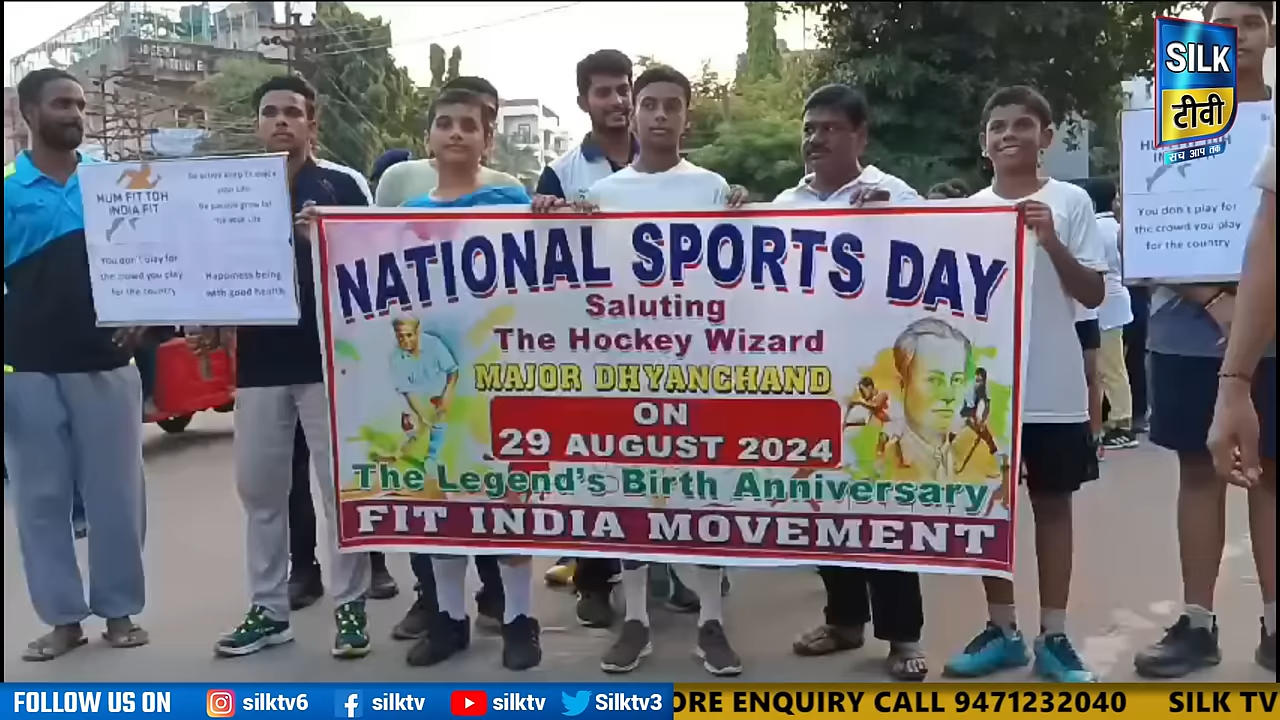 SILK
टीवी
सच आप तक
HUM FIT TOH
INDIA FIT
You don't play for
the crowd you play
for the country
Happiness being
with good health
NATIONAL SPORTS DAY
Saluting
The Hockey Wizard
MAJOR DHYANCHAND
ON
29 AUGUST 2024
The Legend's Birth Anniversary
FIT INDIA MOVEMENT
You don't play for
the crowd you play
for the country
FOLLOW US ON
silktv6
silktv
silktv
Silktv3
ORE ENQUIRY CALL 9471232040 SILK TV